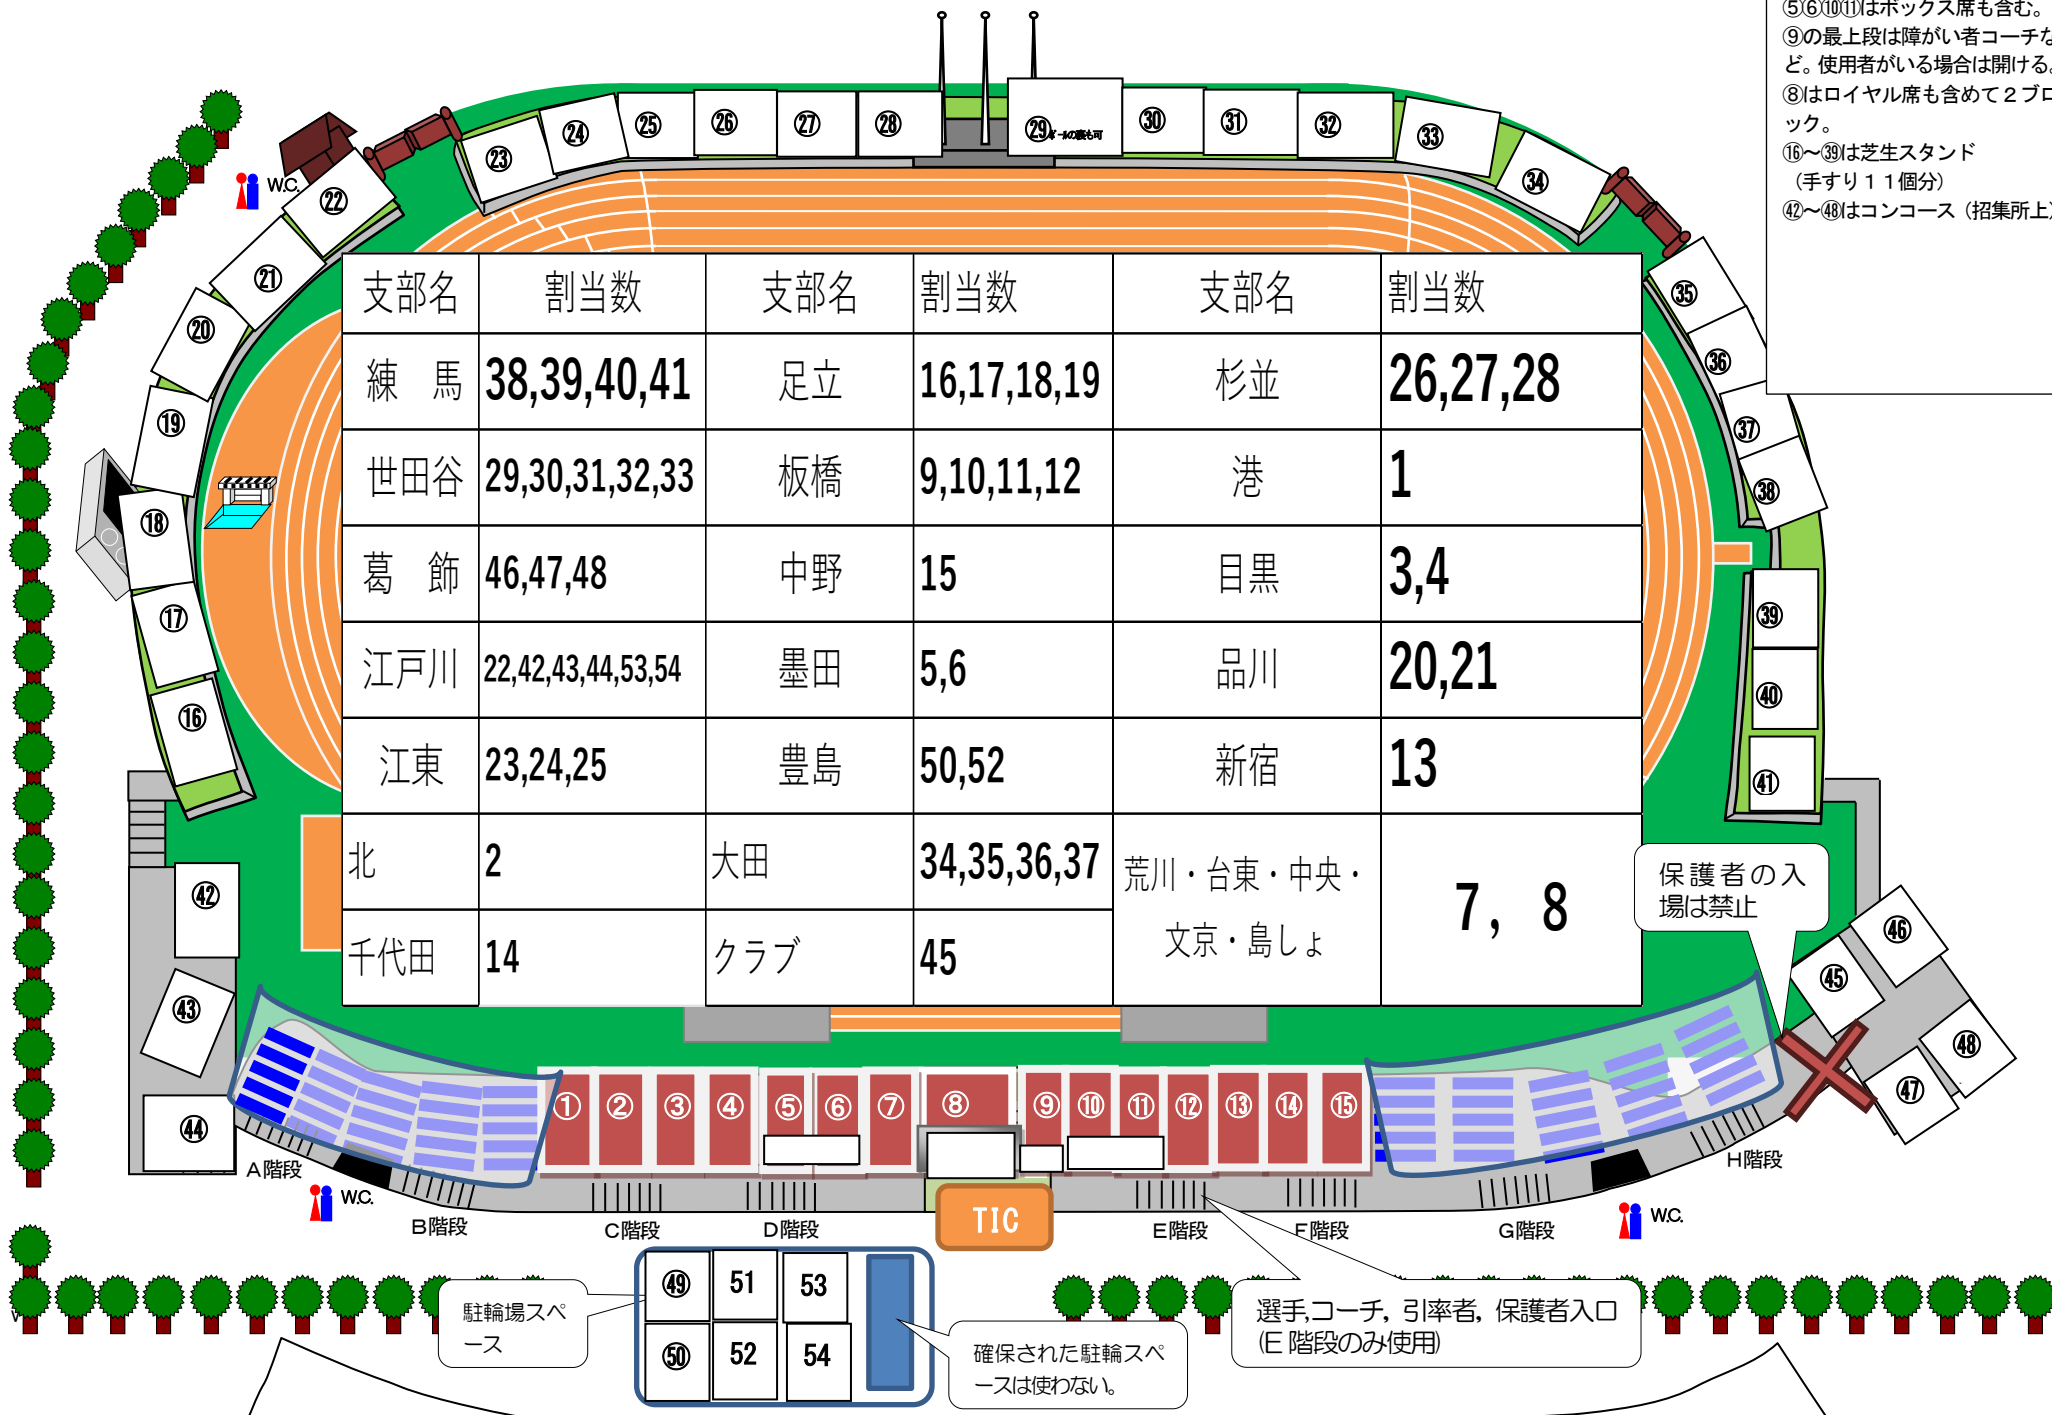 ⑤⑥⑩⑪はボックス席も含む。
⑨の最上段は障がい者コーチな
ど。使用者がいる場合は開ける。
⑧はロイヤル席も含めて２ブロ
ック。
⑯～㊴は芝生スタンド
（手すり１１個分）
㊷～㊽はコンコース（招集所上）
㉓ ㉔ ㉕ ㉖ ㉗ ㉘ ㉙ ㉚ ㉛ ㉜ ㉝ ㉞
W.C.
㉒
㉑
⑳
⑲
⑱
⑰
⑯
㉟
㊱
㊲
㊳
㊴
㊵
㊶
支部名 割当数 支部名 割当数 支部名 割当数
練　馬 38,39,40,41 足立 16,17,18,19 杉並 26,27,28
世田谷 29,30,31,32,33 板橋 9,10,11,12 港 1
葛　飾 46,47,48 中野 15 目黒 3,4
江戸川 22,42,43,44,53,54 墨田 5,6 品川 20,21
江東 23,24,25 豊島 50,52 新宿 13
北 2 大田 34,35,36,37 荒川・台東・中央・
文京・島しょ 7，8
千代田 14 クラブ 45
保護者の入
場は禁止
㊷
㊸
㊹
㊻
㊺
㊽
㊼
① ② ③ ④ ⑤ ⑥ ⑦ ⑧ ⑨ ⑩ ⑪ ⑫ ⑬ ⑭ ⑮
A階段
W.C.
B階段
C階段
D階段
TIC
E階段
F階段
G階段
W.C.
H階段
駐輪場スペ
ース
㊾ 51 53
㊿ 52 54
確保された駐輪スペ
ースは使わない。
選手,コーチ，引率者，保護者入口
(E 階段のみ使用)